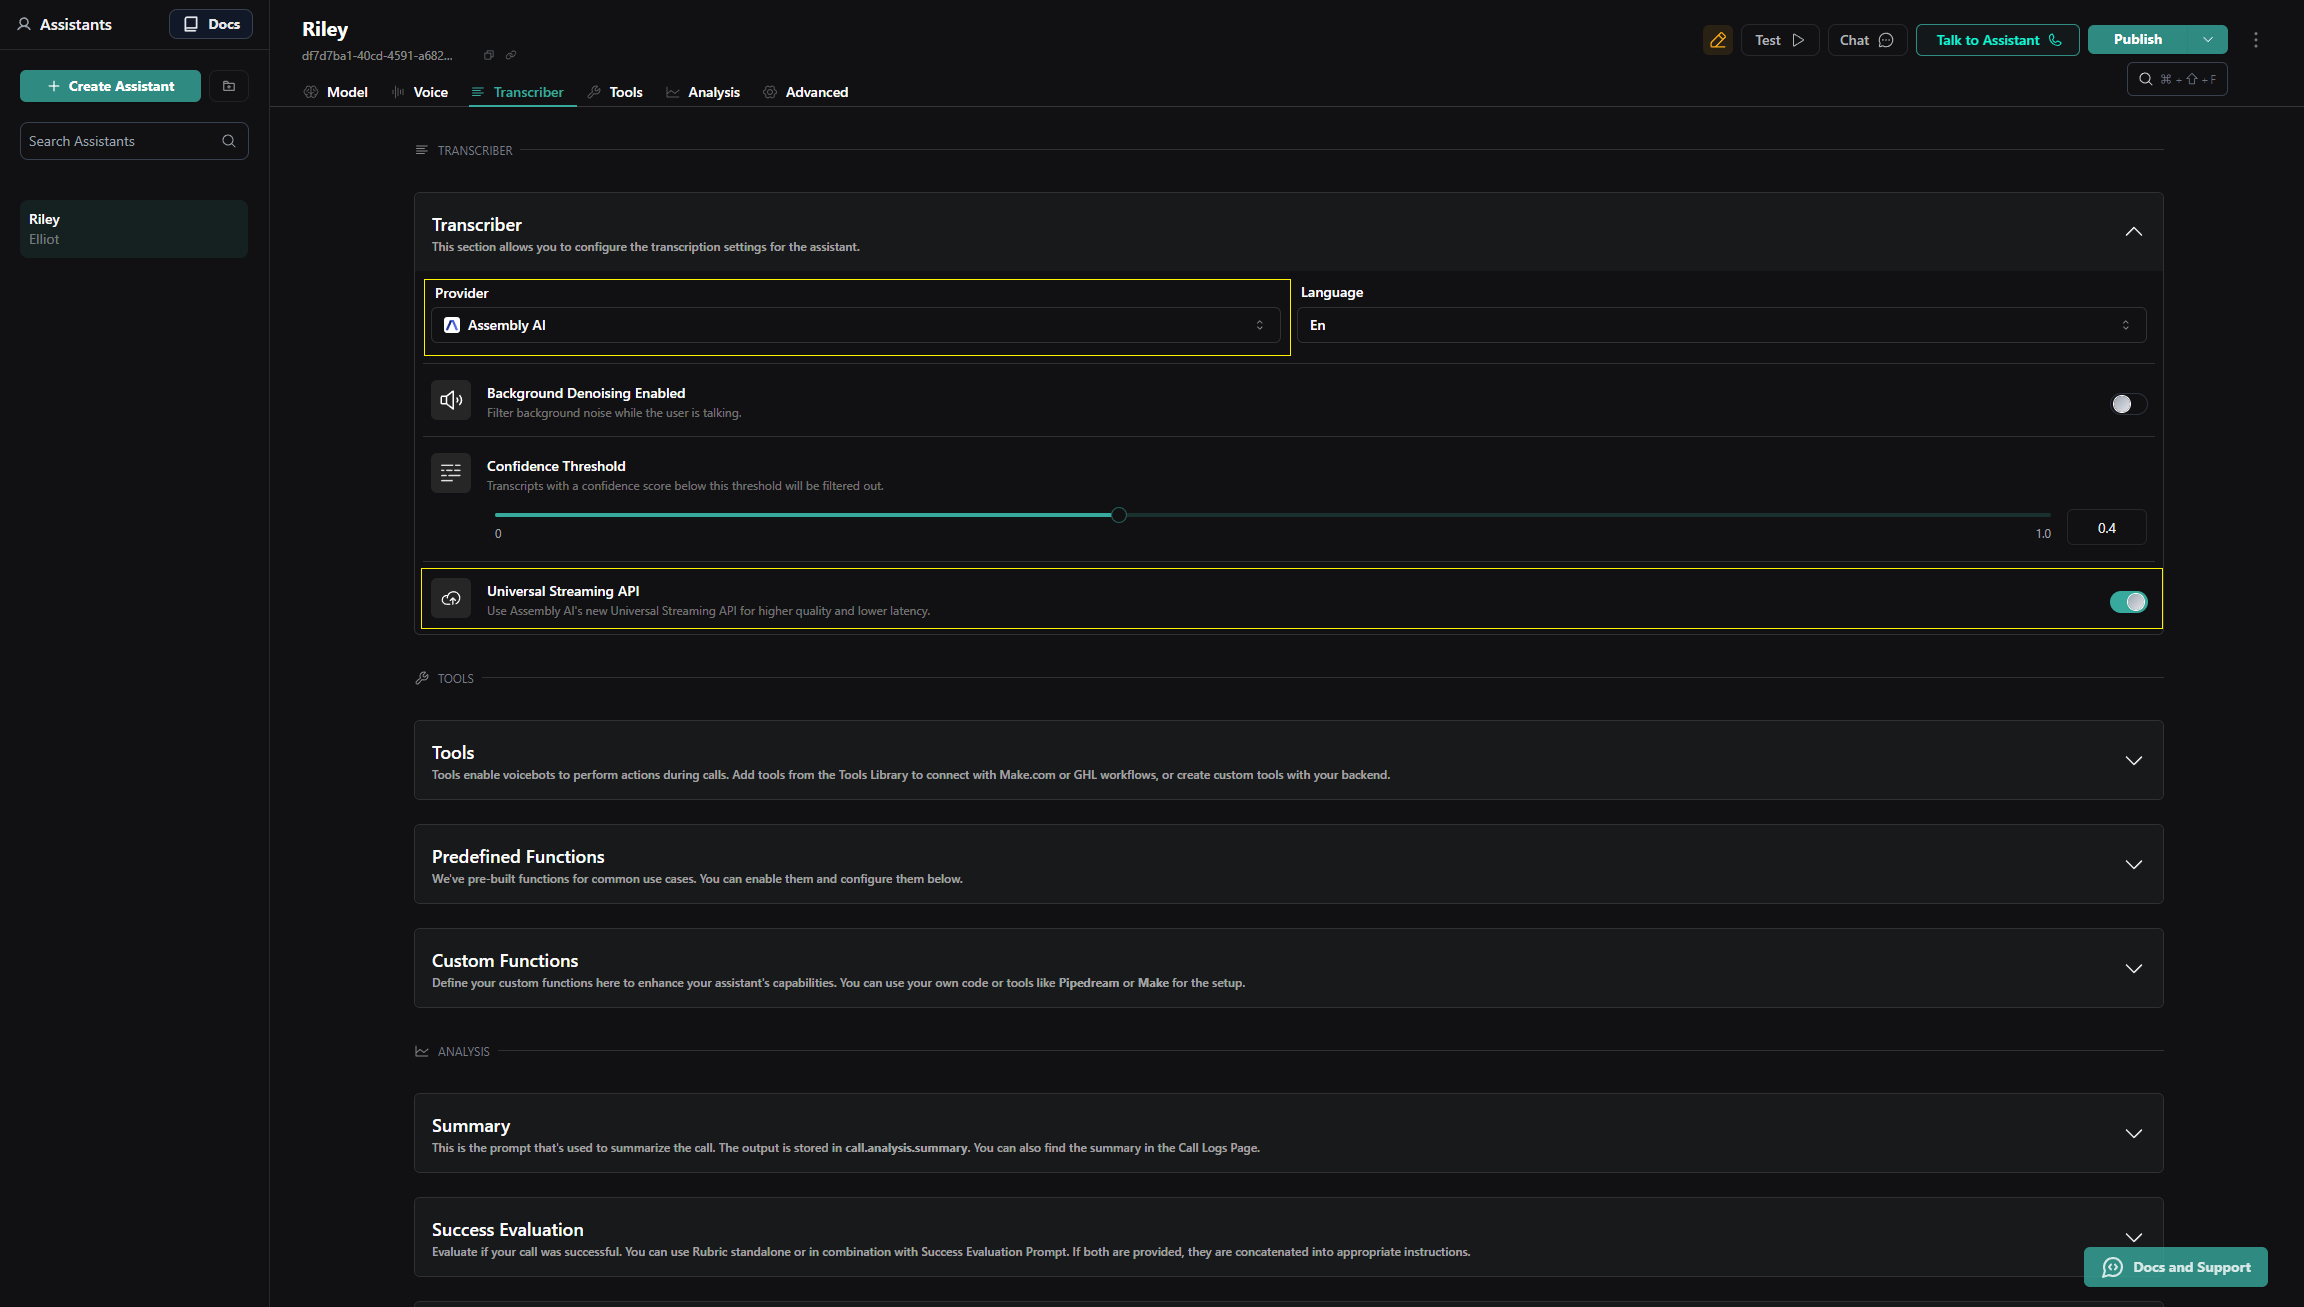 Assistants
Docs
Create Assistant
Search Assistants
Riley
Elliot
Riley
df7d7ba1-40cd-4591-a682...
Test
Chat
Talk to Assistant
Publish
⌘ + ⇧ + F
Model
Voice
Transcriber
Tools
Analysis
Advanced
TRANSCRIBER
Transcriber
This section allows you to configure the transcription settings for the assistant.
Provider
Assembly AI
Language
En
Background Denoising Enabled
Filter background noise while the user is talking.
Confidence Threshold
Transcripts with a confidence score below this threshold will be filtered out.
0
1.0
0.4
Universal Streaming API
Use Assembly AI's new Universal Streaming API for higher quality and lower latency.
TOOLS
Tools
Tools enable voicebots to perform actions during calls. Add tools from the Tools Library to connect with Make.com or GHL workflows, or create custom tools with your backend.
Predefined Functions
We've pre-built functions for common use cases. You can enable them and configure them below.
Custom Functions
Define your custom functions here to enhance your assistant's capabilities. You can use your own code or tools like Pipedream or Make for the setup.
ANALYSIS
Summary
This is the prompt that's used to summarize the call. The output is stored in call.analysis.summary. You can also find the summary in the Call Logs Page.
Success Evaluation
Evaluate if your call was successful. You can use Rubric standalone or in combination with Success Evaluation Prompt. If both are provided, they are concatenated into appropriate instructions.
Docs and Support